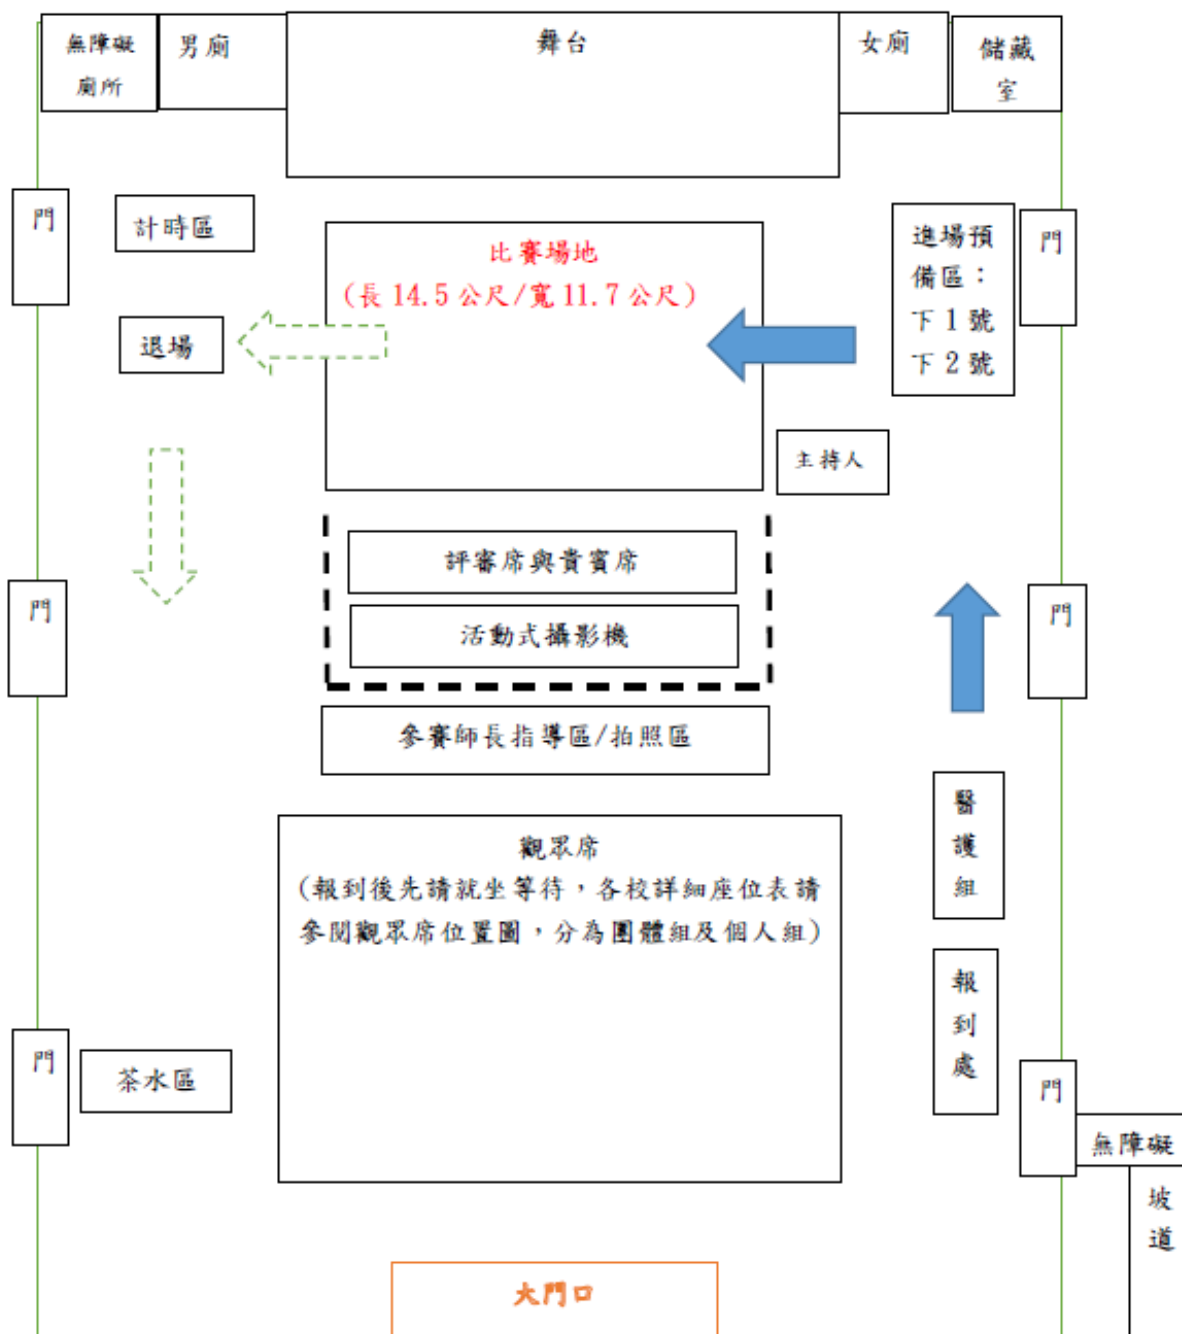 無障礙
廁所
男廁
舞台
女廁
儲藏
室
門
計時區
比賽場地
(長 14.5 公尺/寬 11.7 公尺)
進場預
備區：
下 1 號
下 2 號
門
退場
主持人
評審席與貴賓席
活動式攝影機
門
門
參賽師長指導區/拍照區
醫
護
組
觀眾席
(報到後先請就坐等待，各校詳細座位表請
參閱觀眾席位置圖，分為團體組及個人組)
報
到
處
門
茶水區
門
無障礙
坡
道
大門口